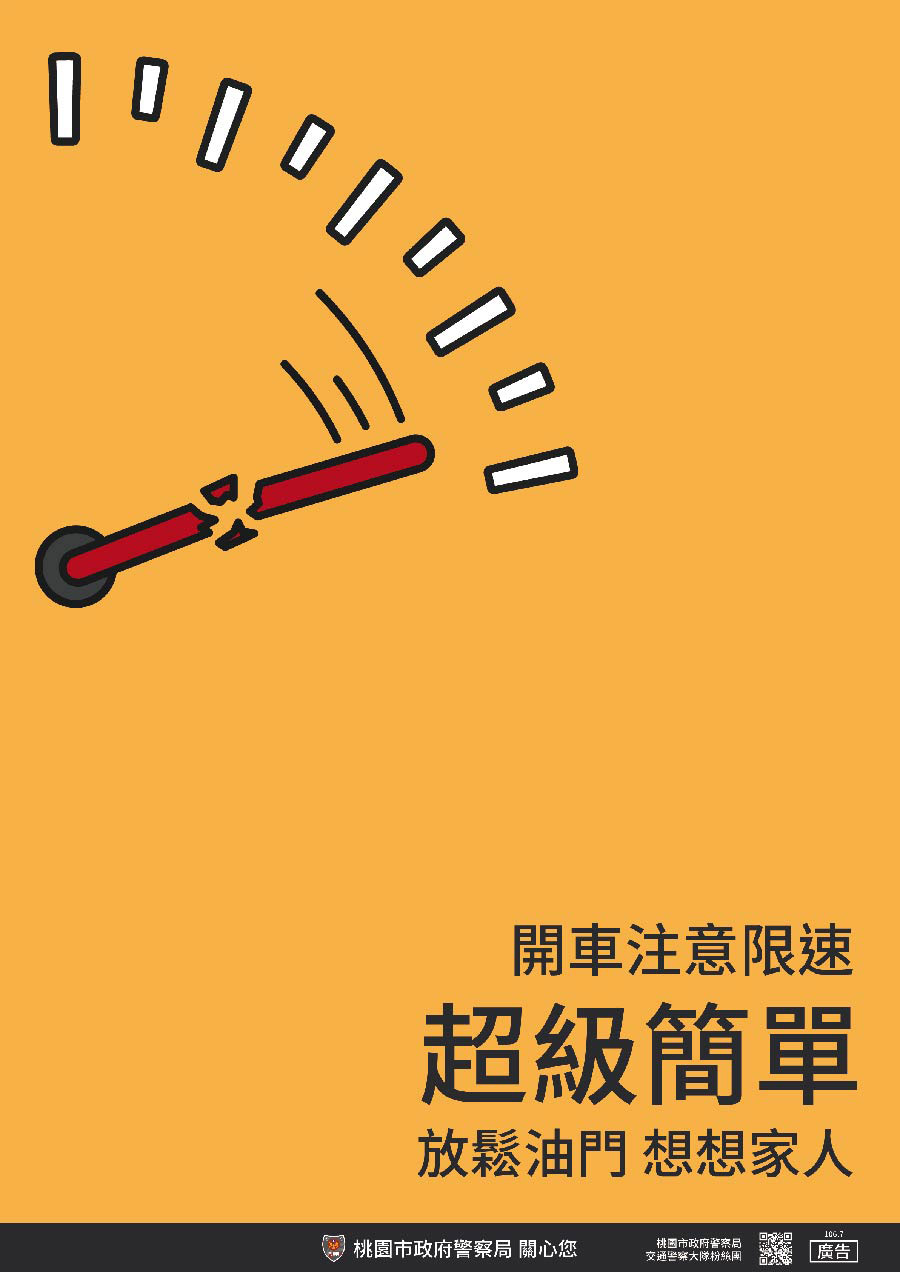 開車注意限速
超級簡單
放鬆油門 想想家人
桃園市政府警察局 關心您
桃園市政府警察局
交通警察大隊粉絲團
106.7
廣告